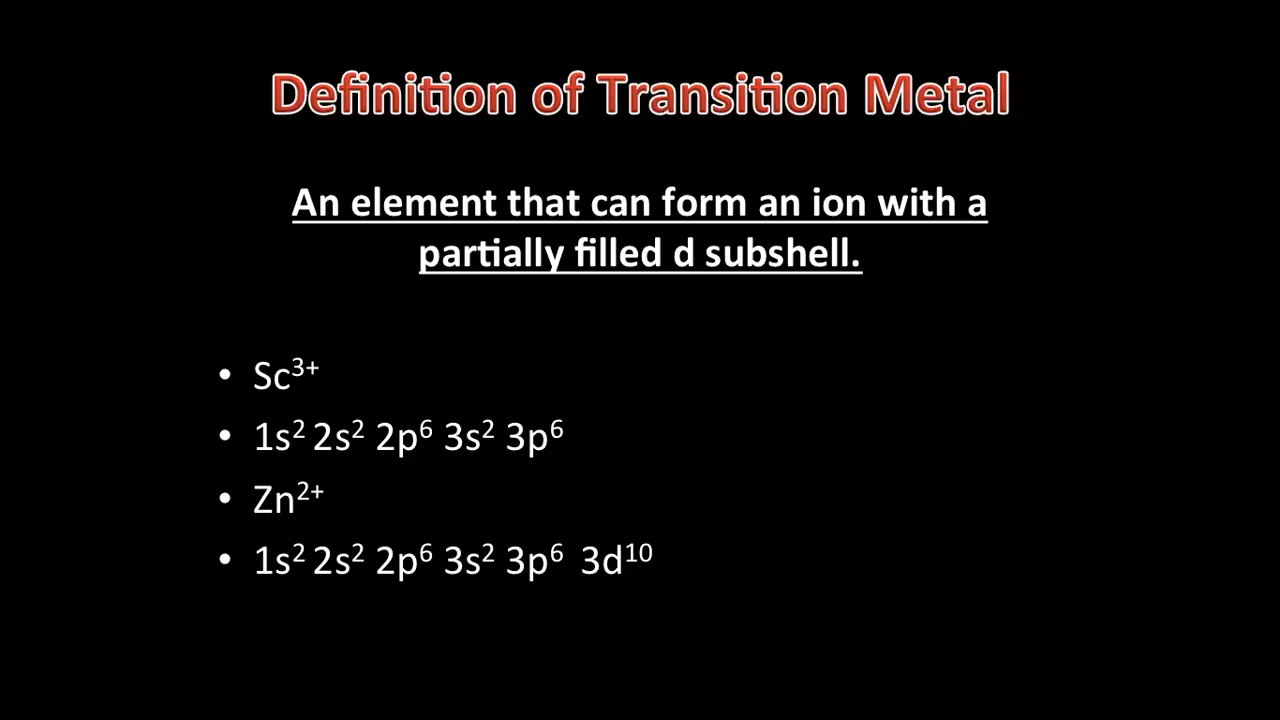 Definition of Transition Metal
An element that can form an ion with a
partially filled d subshell.
• Sc³⁺
• 1s² 2s² 2p⁶ 3s² 3p⁶
• Zn²⁺
• 1s² 2s² 2p⁶ 3s² 3p⁶ 3d¹⁰